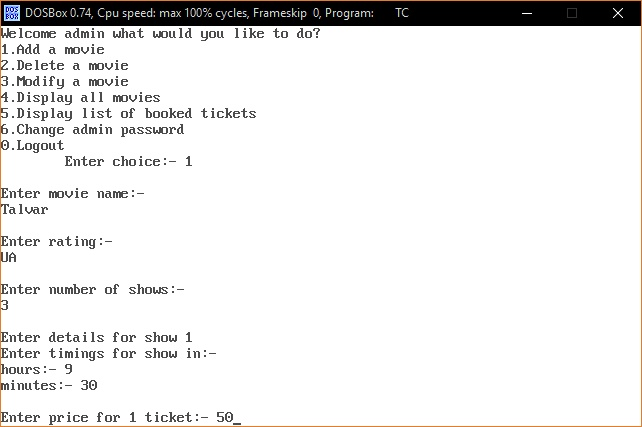 DOS BOX DOSBox 0.74, Cpu speed: max 100% cycles, Frameskip 0, Program: TC
Welcome admin what would you like to do?
1.Add a movie
2.Delete a movie
3.Modify a movie
4.Display all movies
5.Display list of booked tickets
6.Change admin password
0.Logout
Enter choice:- 1
Enter movie name:-
Talvar
Enter rating:-
UA
Enter number of shows:-
3
Enter details for show 1
Enter timings for show in:-
hours:- 9
minutes:- 30
Enter price for 1 ticket:- 50_